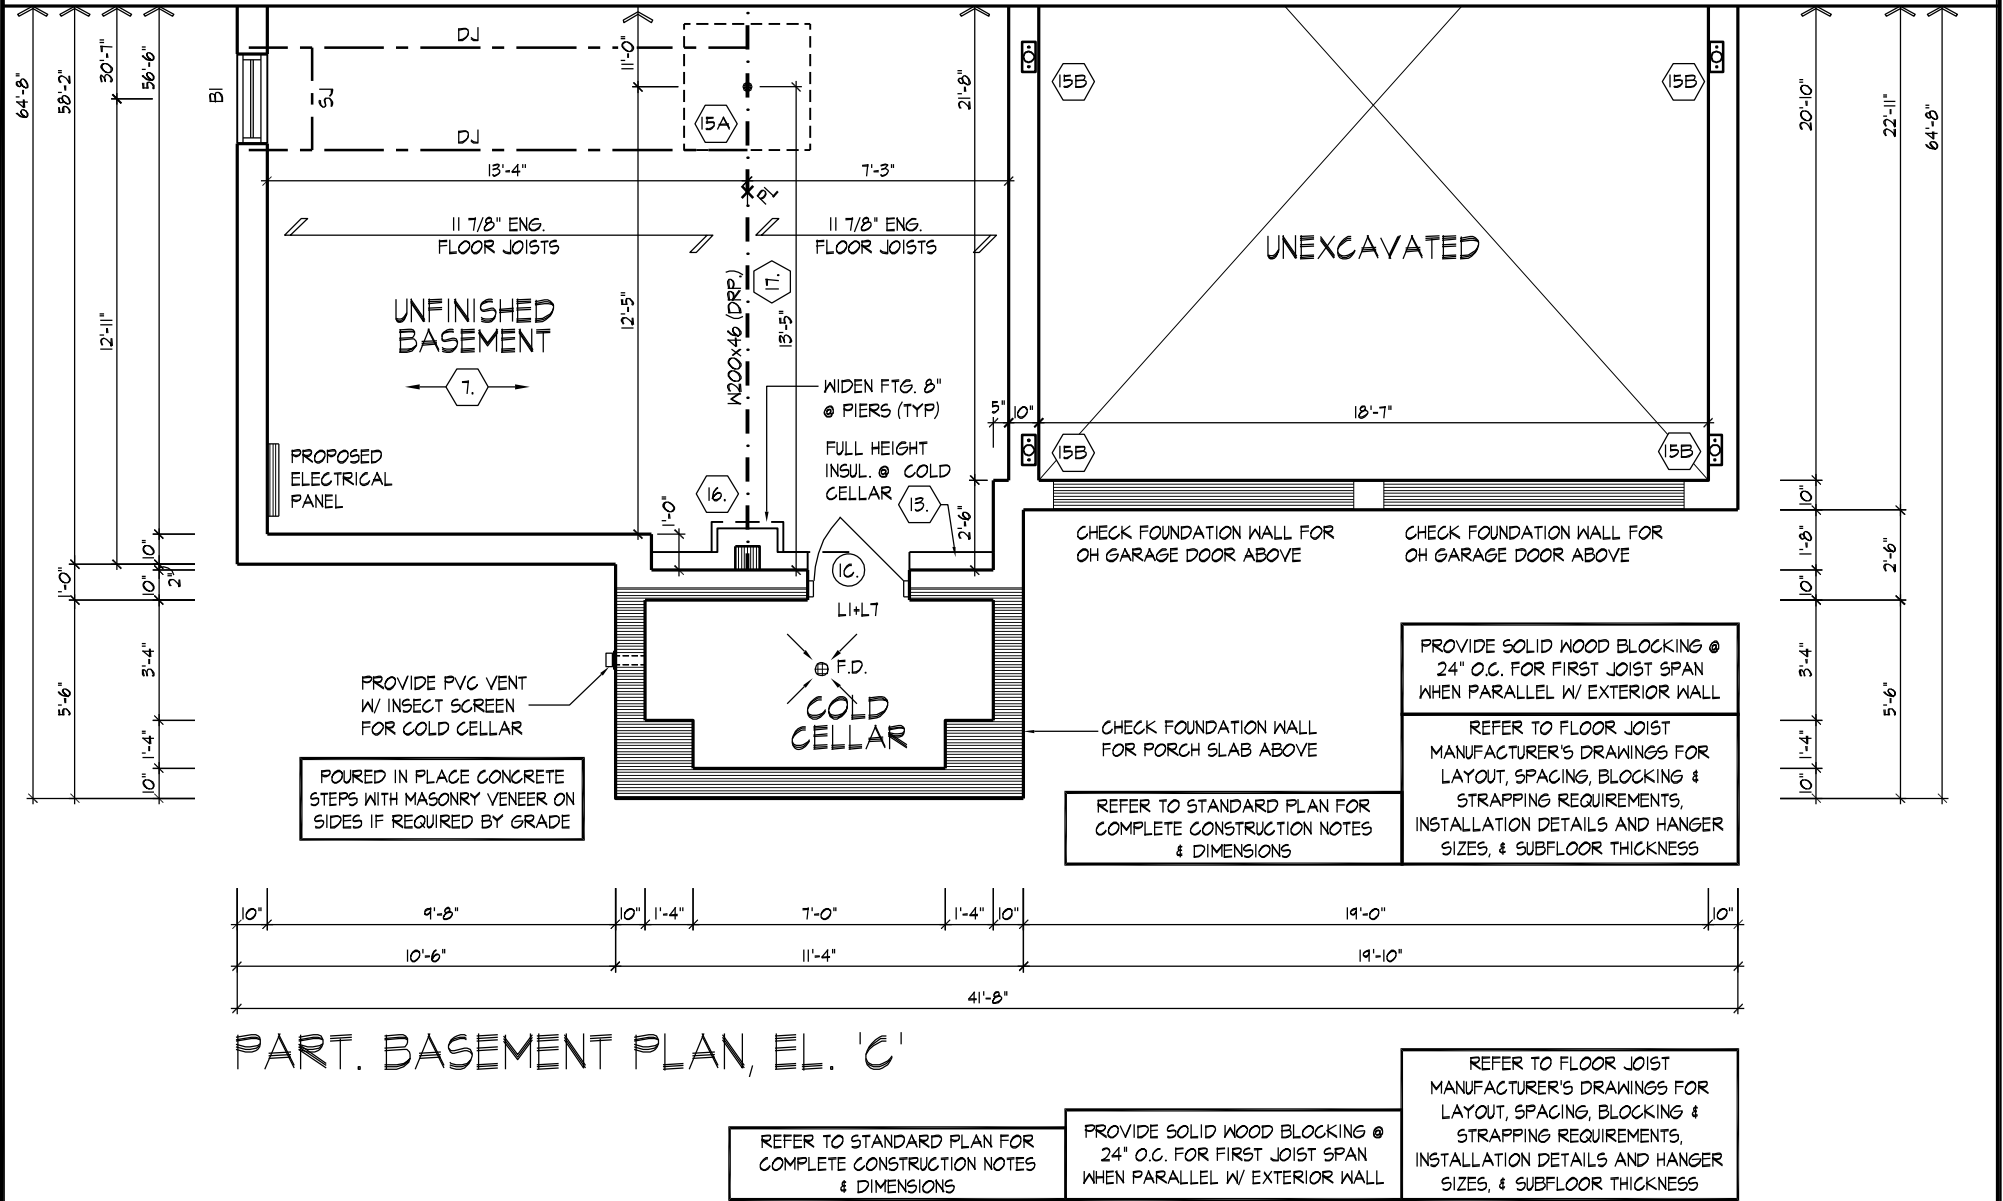 DJ
DJ
SJ
B1
64'-8"
58'-2"
30'-7"
56'-6"
11'-0"
21'-8"
20'-10"
22'-11"
64'-8"
15A
15B
15B
13'-4"
7'-3"
PL
11 7/8" ENG.
FLOOR JOISTS
11 7/8" ENG.
FLOOR JOISTS
UNEXCAVATED
17.
UNFINISHED
BASEMENT
7.
12'-11"
12'-5"
W200x46 (DRP.)
13'-5"
WIDEN FTG. 8"
@ PIERS (TYP)
5"
10"
18'-7"
FULL HEIGHT
INSUL. @ COLD
CELLAR
13.
16.
15B
15B
PROPOSED
ELECTRICAL
PANEL
1'-0"
2'-6"
CHECK FOUNDATION WALL FOR
OH GARAGE DOOR ABOVE
CHECK FOUNDATION WALL FOR
OH GARAGE DOOR ABOVE
10"
1'-8"
10"
2'-6"
10"
2"
10"
1'-0"
1C.
L1+L7
F.D.
COLD
CELLAR
3'-4"
5'-6"
1'-4"
10"
3'-4"
5'-6"
1'-4"
10"
PROVIDE PVC VENT
W/ INSECT SCREEN
FOR COLD CELLAR
CHECK FOUNDATION WALL
FOR PORCH SLAB ABOVE
PROVIDE SOLID WOOD BLOCKING @
24" O.C. FOR FIRST JOIST SPAN
WHEN PARALLEL W/ EXTERIOR WALL
REFER TO FLOOR JOIST
MANUFACTURER'S DRAWINGS FOR
LAYOUT, SPACING, BLOCKING &
STRAPPING REQUIREMENTS,
INSTALLATION DETAILS AND HANGER
SIZES, & SUBFLOOR THICKNESS
POURED IN PLACE CONCRETE
STEPS WITH MASONRY VENEER ON
SIDES IF REQUIRED BY GRADE
REFER TO STANDARD PLAN FOR
COMPLETE CONSTRUCTION NOTES
& DIMENSIONS
10" 9'-8" 10" 1'-4" 7'-0" 1'-4" 10" 19'-0" 10"
10'-6" 11'-4" 19'-10"
41'-8"
PART. BASEMENT PLAN, EL. 'C'
REFER TO STANDARD PLAN FOR
COMPLETE CONSTRUCTION NOTES
& DIMENSIONS
PROVIDE SOLID WOOD BLOCKING @
24" O.C. FOR FIRST JOIST SPAN
WHEN PARALLEL W/ EXTERIOR WALL
REFER TO FLOOR JOIST
MANUFACTURER'S DRAWINGS FOR
LAYOUT, SPACING, BLOCKING &
STRAPPING REQUIREMENTS,
INSTALLATION DETAILS AND HANGER
SIZES, & SUBFLOOR THICKNESS